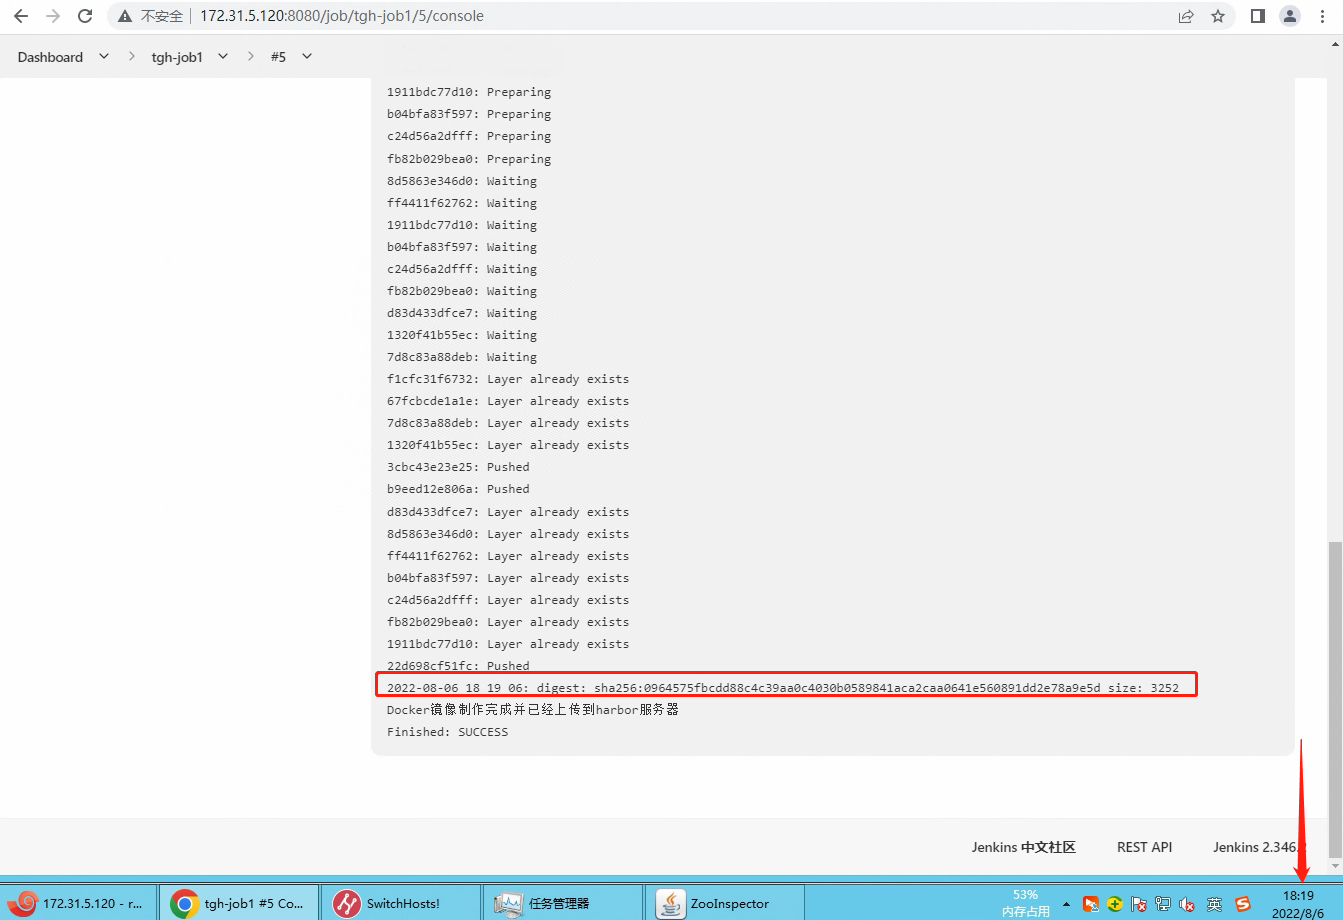 不安全 172.31.5.120:8080/job/tgh-job1/5/console
Dashboard tgh-job1 #5
1911bdc77d10: Preparing
b04bfa83f597: Preparing
c24d56a2dfff: Preparing
fb82b029bea0: Preparing
8d5863e346d0: Waiting
ff4411f62762: Waiting
1911bdc77d10: Waiting
b04bfa83f597: Waiting
c24d56a2dfff: Waiting
fb82b029bea0: Waiting
d83d433dfce7: Waiting
1320f41b55ec: Waiting
7d8c83a88deb: Waiting
f1cfc31f6732: Layer already exists
67fcbcde1a1e: Layer already exists
7d8c83a88deb: Layer already exists
1320f41b55ec: Layer already exists
3cbc43e23e25: Pushed
b9eed12e806a: Pushed
d83d433dfce7: Layer already exists
8d5863e346d0: Layer already exists
ff4411f62762: Layer already exists
b04bfa83f597: Layer already exists
c24d56a2dfff: Layer already exists
fb82b029bea0: Layer already exists
1911bdc77d10: Layer already exists
22d698cf51fc: Pushed
2022-08-06_18_19_06: digest: sha256:0964575fbcdd88c4c39aa0c4030b0589841aca2caa0641e560891dd2e78a9e5d size: 3252
Docker镜像制作完成并已经上传到harbor服务器
Finished: SUCCESS
Jenkins 中文社区 REST API Jenkins 2.346.
172.31.5.120 - r... tgh-job1 #5 Co... SwitchHosts! 任务管理器 ZooInspector 53% 英 18:19
内存占用 2022/8/6